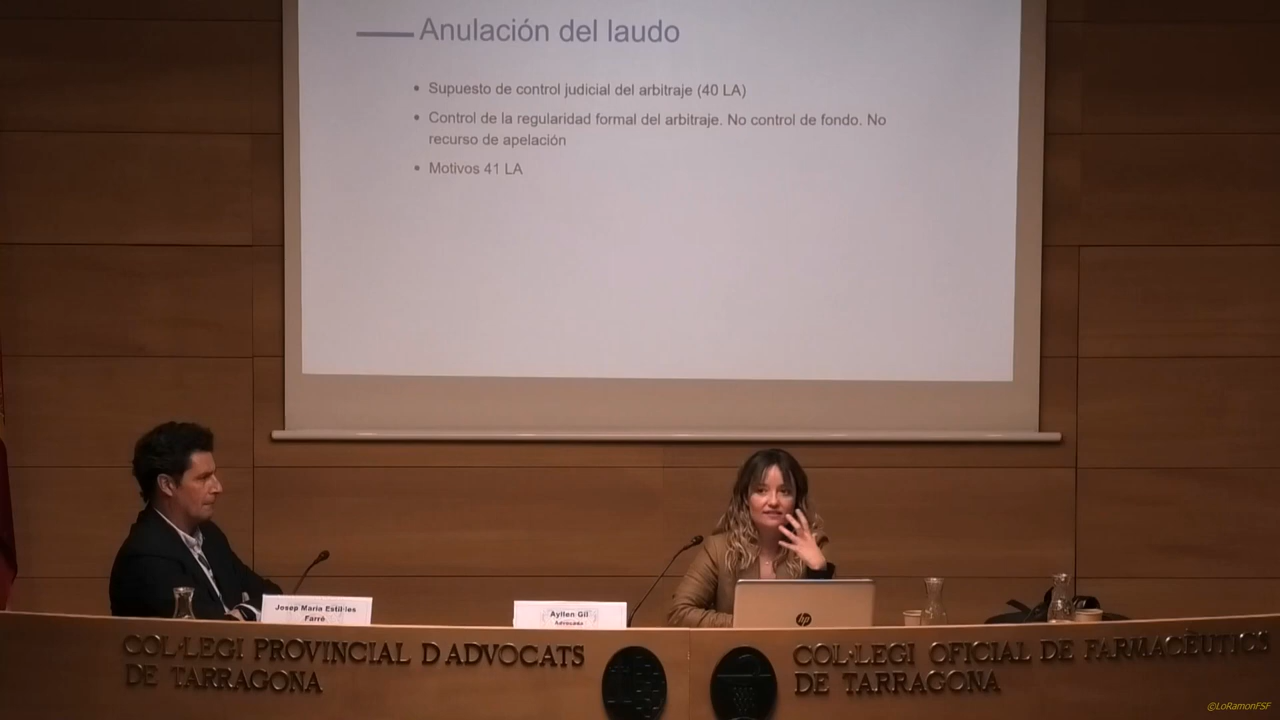 Anulación del laudo
• Supuesto de control judicial del arbitraje (40 LA)
• Control de la regularidad formal del arbitraje. No control de fondo. No
recurso de apelación
• Motivos 41 LA
Josep Maria Estil·les
Farré
Ayllen Gil
Advocada
hp
COL·LEGI PROVINCIAL D'ADVOCATS
DE TARRAGONA
COL·LEGI OFICIAL DE FARMACÈUTICS
DE TARRAGONA
©LoRamonFSF